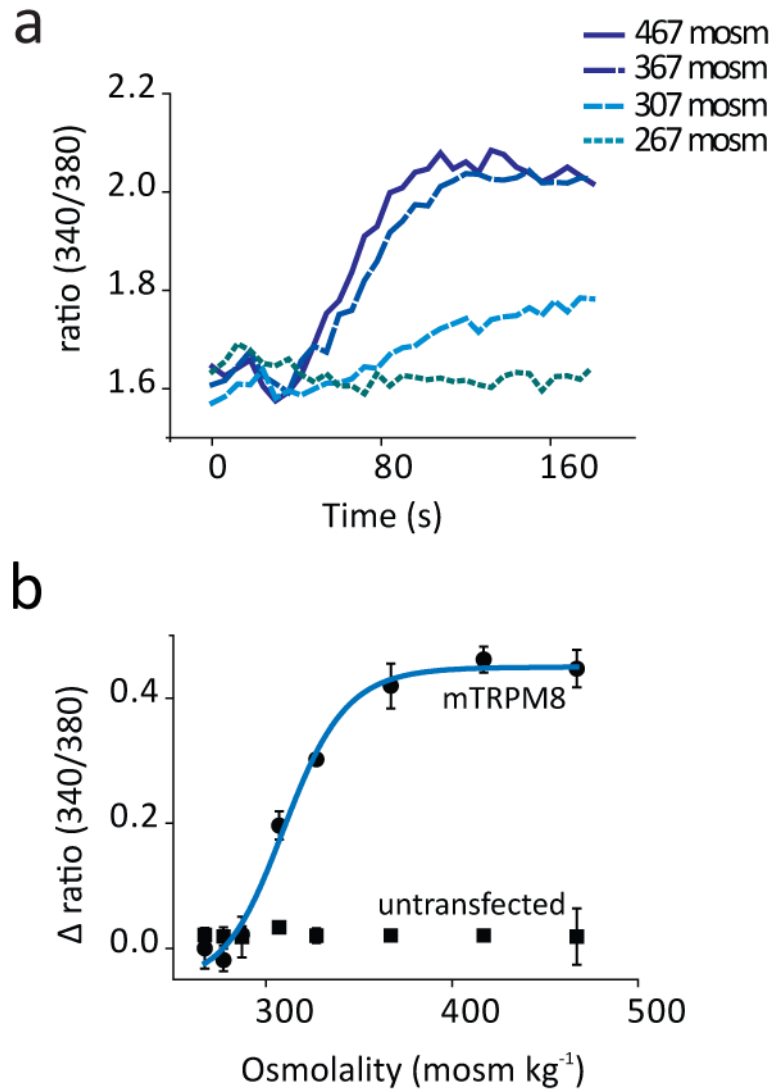 a
467 mosm
367 mosm
307 mosm
267 mosm
2.2
2.0
1.8
1.6
ratio (340/380)
0 80 160
Time (s)
b
0.4
0.2
0.0
Δ ratio (340/380)
mTRPM8
untransfected
300 400 500
Osmolality (mosm kg⁻¹)